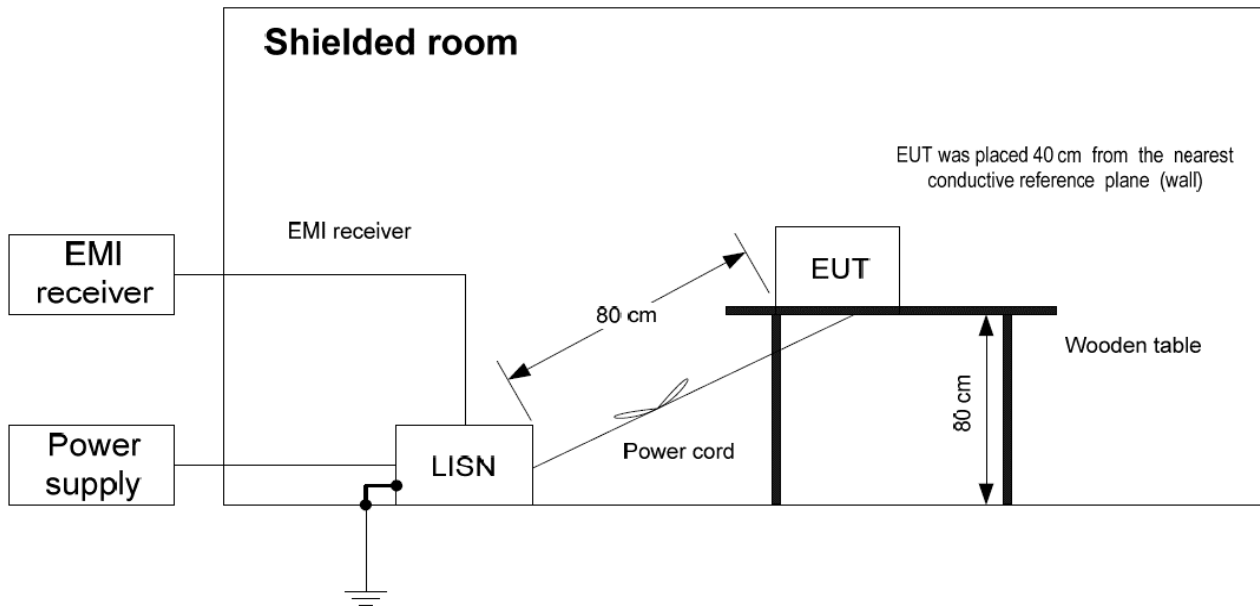 Shielded room
EUT was placed 40 cm from the nearest
conductive reference plane (wall)
EMI receiver
EMI
receiver
EUT
80 cm
Wooden table
80 cm
Power cord
Power
supply
LISN